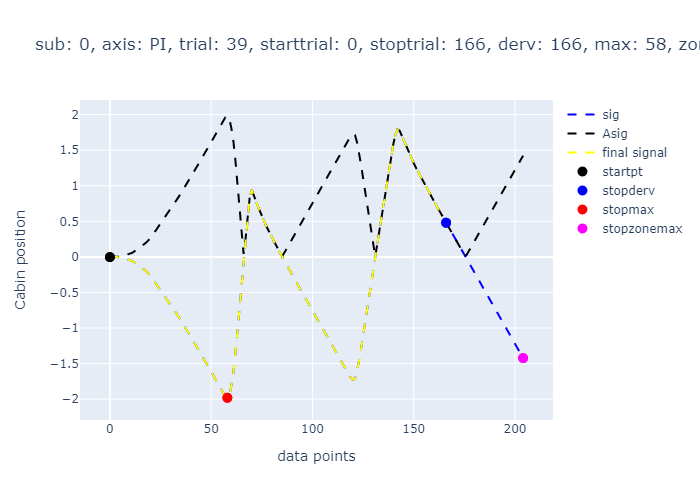 sub: 0, axis: PI, trial: 39, starttrial: 0, stoptrial: 166, derv: 166, max: 58, zo
sig
Asig
final signal
startpt
stopderv
stopmax
stopzonemax
Cabin position
2
1.5
1
0.5
0
−0.5
−1
−1.5
−2
0
50
100
150
200
data points